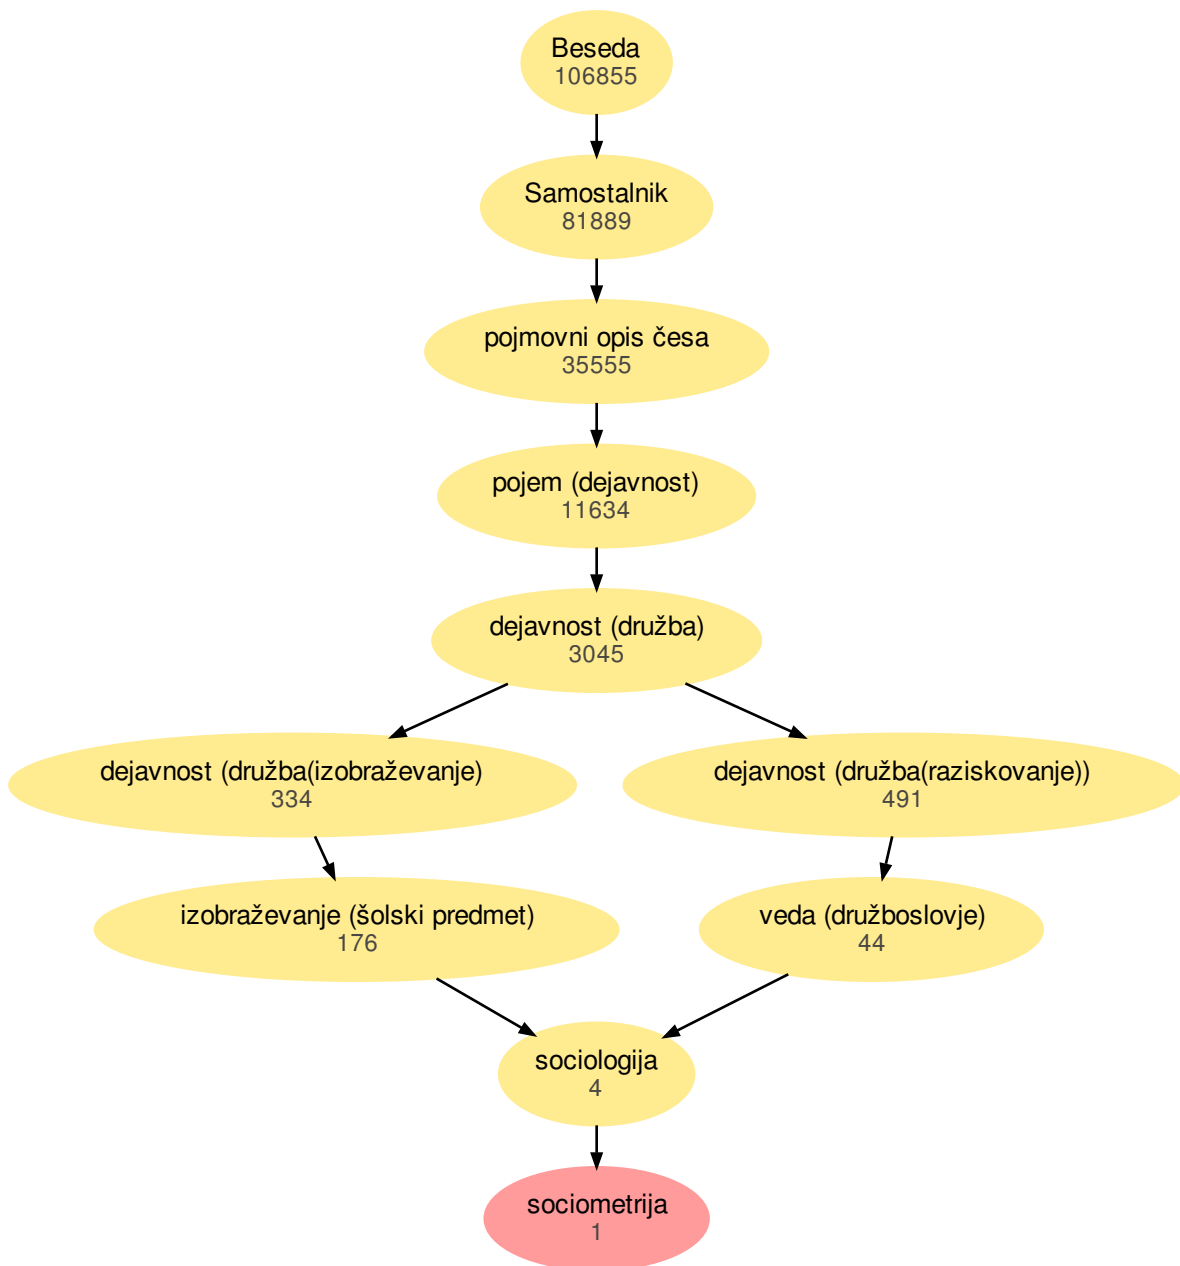 Beseda
106855
Samostalnik
81889
pojmovni opis česa
35555
pojem (dejavnost)
11634
dejavnost (družba)
3045
dejavnost (družba(izobraževanje)
334
dejavnost (družba(raziskovanje))
491
izobraževanje (šolski predmet)
176
veda (družboslovje)
44
sociologija
4
sociometrija
1